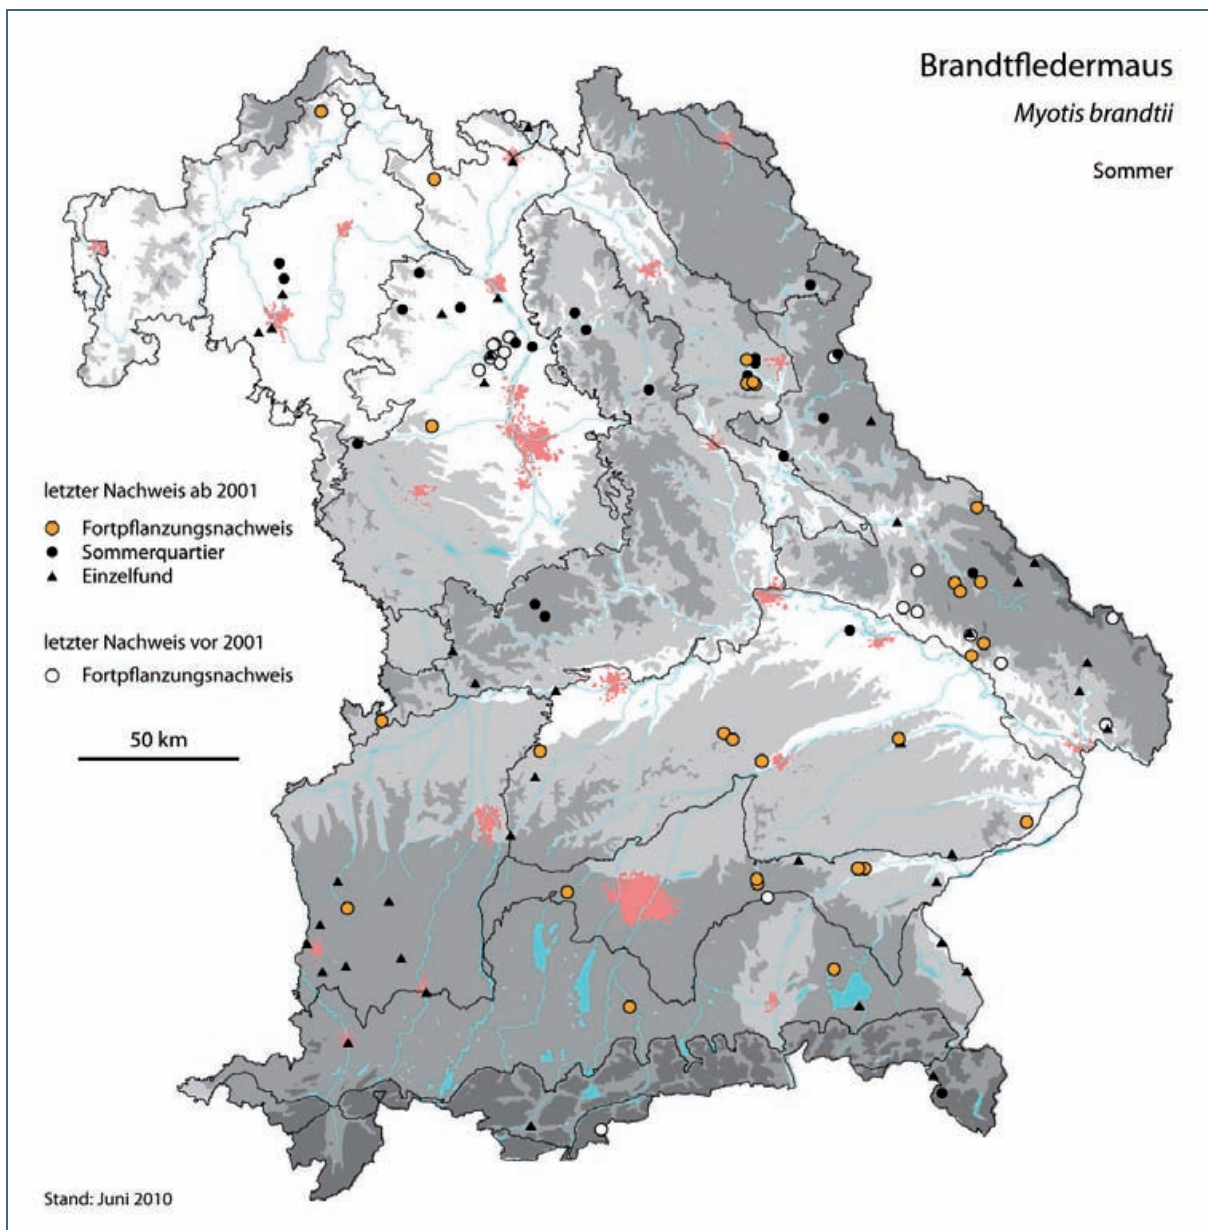 Brandtfledermaus
Myotis brandtii
Sommer
letzter Nachweis ab 2001
Fortpflanzungsnachweis
Sommerquartier
Einzelfund
letzter Nachweis vor 2001
Fortpflanzungsnachweis
50 km
Stand: Juni 2010